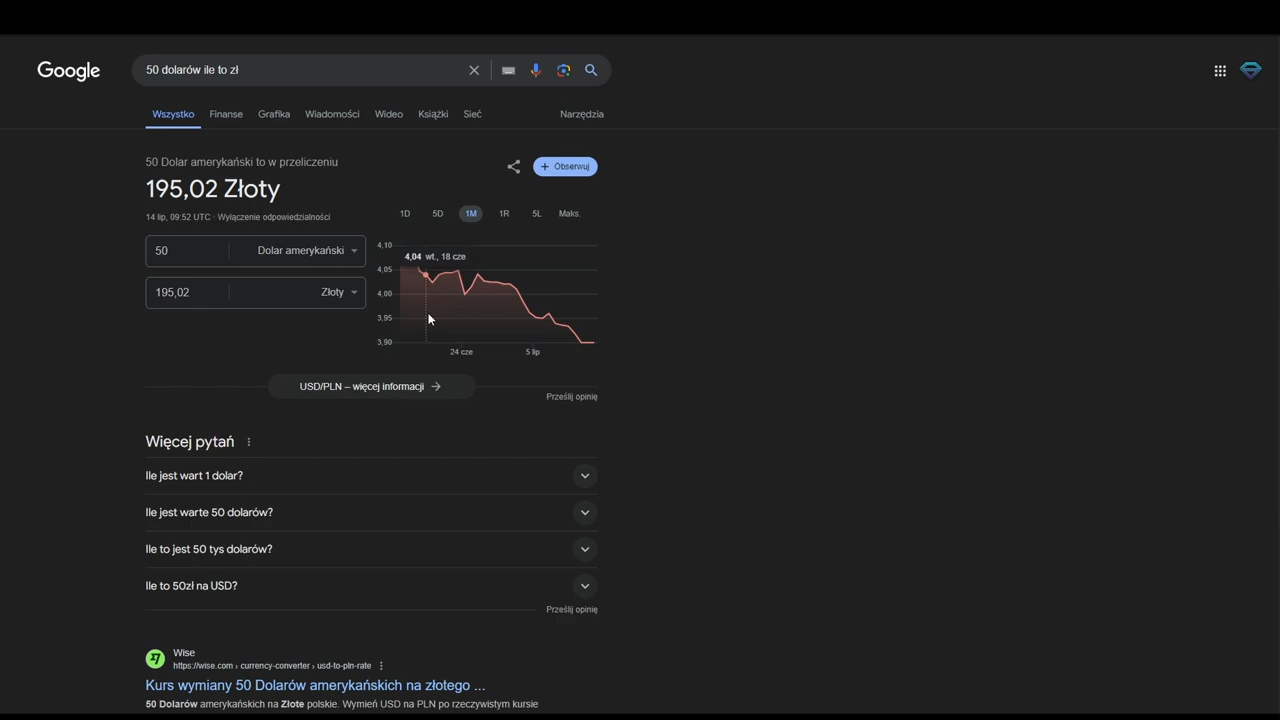 Google
50 dolarów ile to zł
Wszystko Finanse Grafika Wiadomości Wideo Książki Sieć Narzędzia
50 Dolar amerykański to w przeliczeniu
195,02 Złoty
+ Obserwuj
14 lip, 09:52 UTC · Wyłączenie odpowiedzialności
1D 5D 1M 1R 5L Maks.
50 Dolar amerykański
195,02 Złoty
4,10
4,04 wt., 18 cze
4,05
4,00
3,95
3,90
24 cze 5 lip
USD/PLN – więcej informacji →
Prześlij opinię
Więcej pytań
Ile jest wart 1 dolar?
Ile jest warte 50 dolarów?
Ile to jest 50 tys dolarów?
Ile to 50zł na USD?
Prześlij opinię
Wise
https://wise.com › currency-converter › usd-to-pln-rate
Kurs wymiany 50 Dolarów amerykańskich na złotego ...
50 Dolarów amerykańskich na Złote polskie. Wymień USD na PLN po rzeczywistym kursie